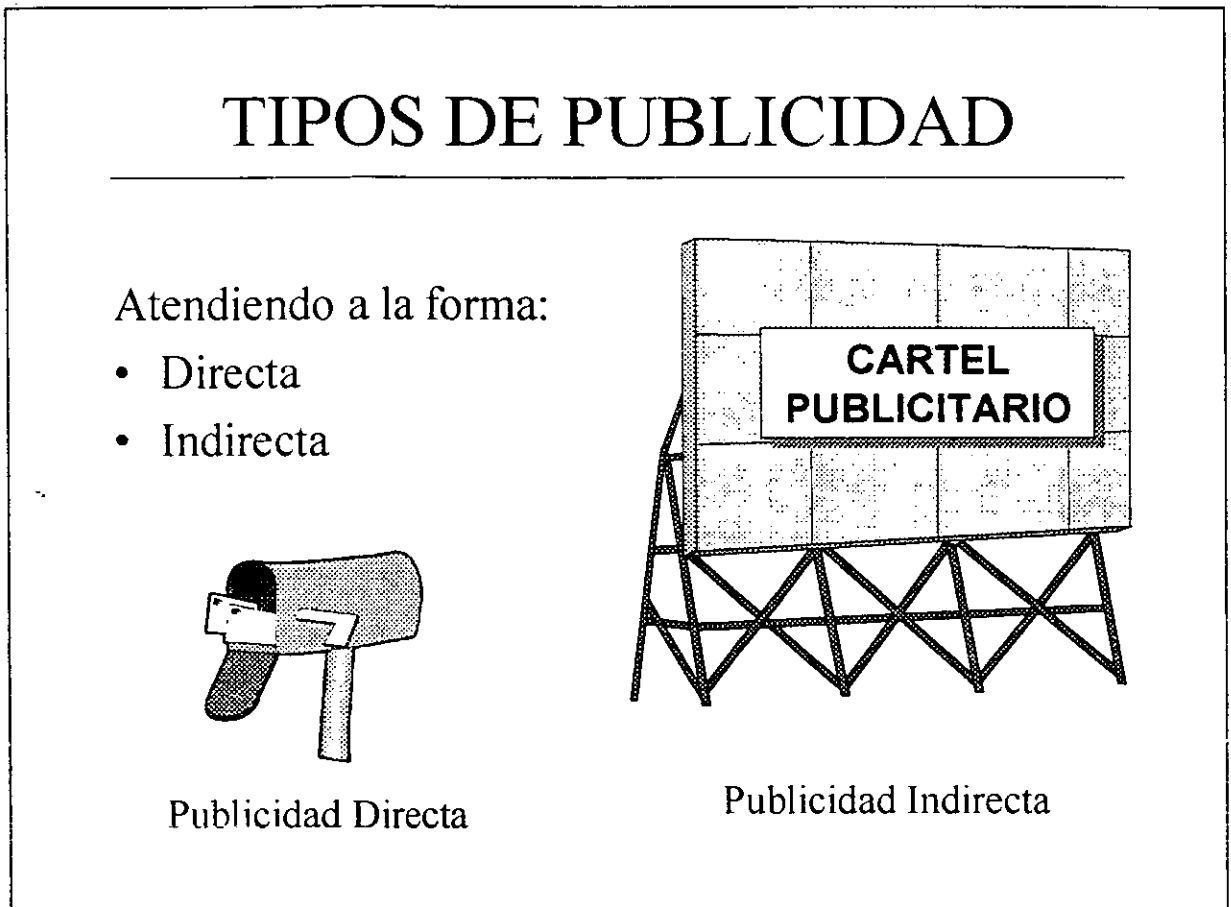 TIPOS DE PUBLICIDAD
Atendiendo a la forma:
• Directa
• Indirecta
CARTEL
PUBLICITARIO
Publicidad Directa
Publicidad Indirecta